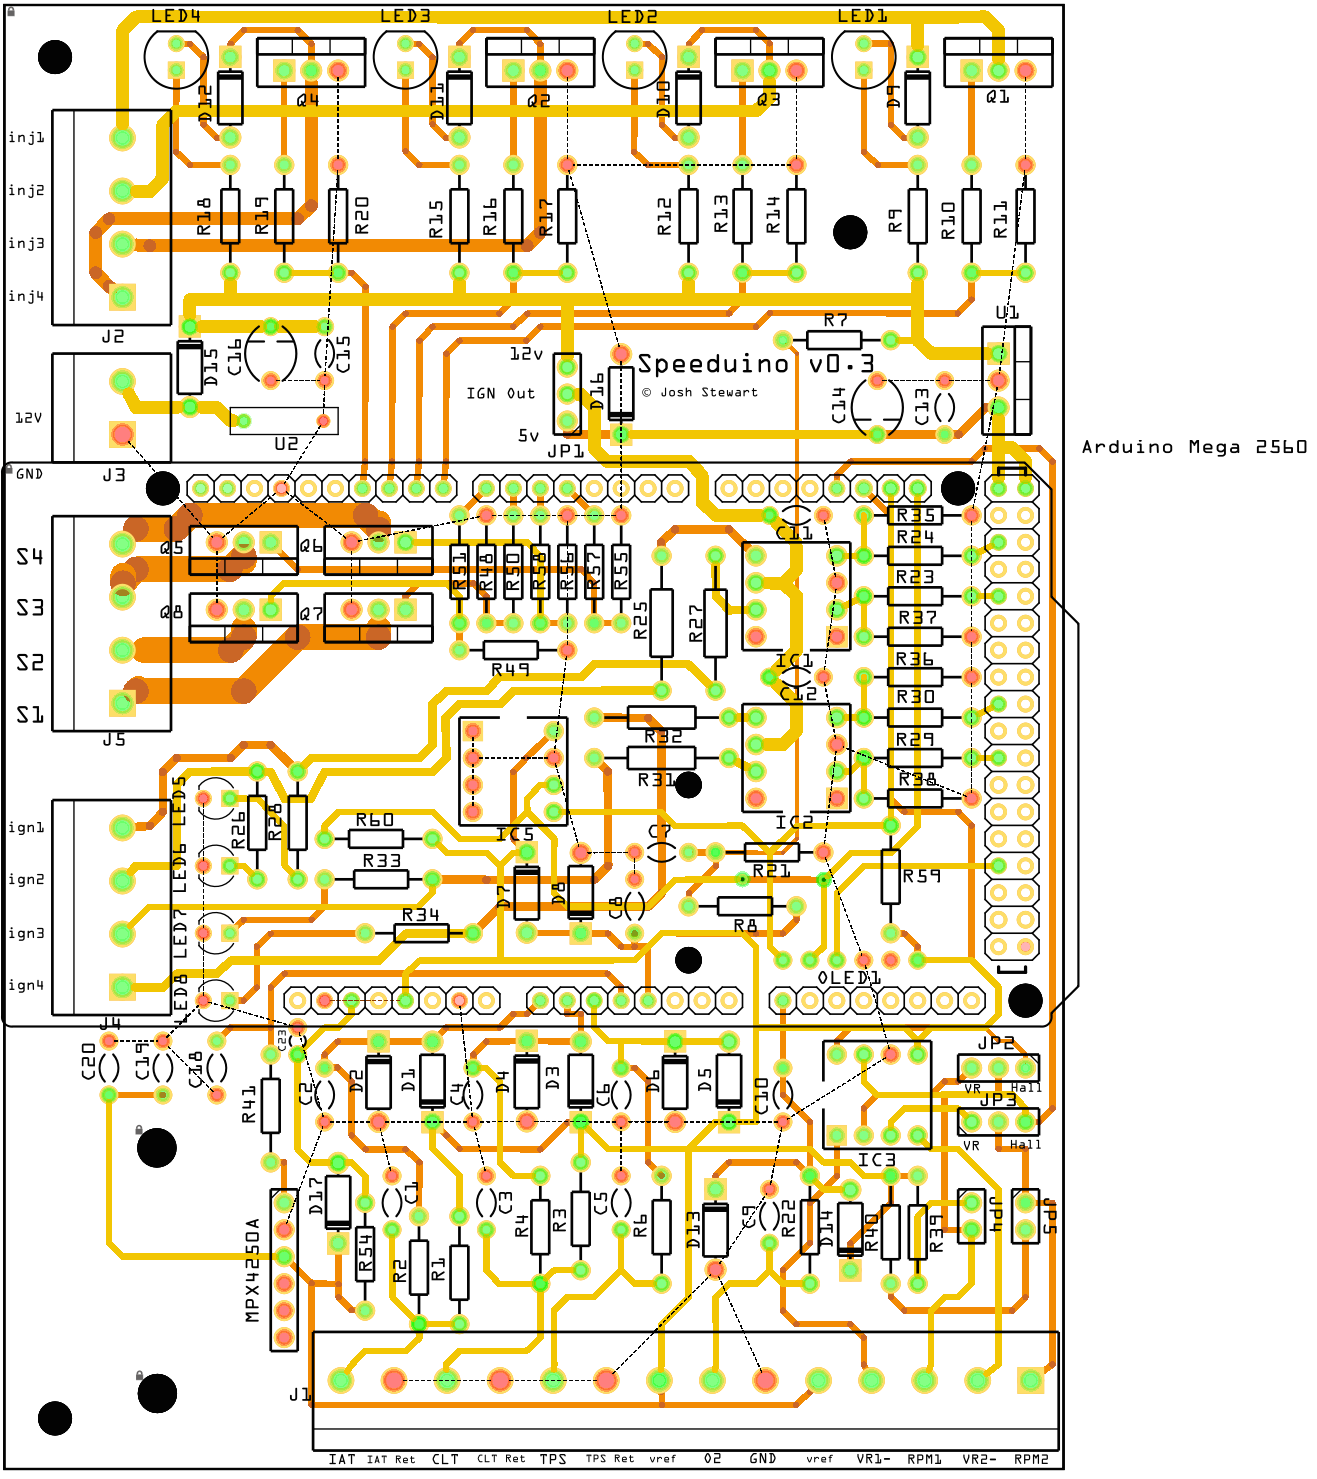 LED4 LED3 LED2 LED1
D12 Q4 D11 Q2 D10 Q3 D9 Q1
inj1
inj2
inj3
inj4
R18 R19 R20 R15 R16 R17 R12 R13 R14 R9 R10 R11
J2
D15 C16 C15
12v
IGN Out
5v
JP1
D16
Speeduino v0.3
© Josh Stewart
R7
U1
C14 C13
12V
U2
GND
J3
Arduino Mega 2560
S4
S3
S2
S1
J5
Q5 Q6
Q8 Q7
R51 R48 R50 R58 R56 R57 R55
R49
R25 R27
C11
IC1
C12
R35
R24
R23
R37
R36
R30
R29
R38
R32
R31
IC2
IC5
C7
R21
R59
R8
OLED1
ign1
ign2
ign3
ign4
J4
LED5
LED6
LED7
LED8
R26 R28
R60
R33
R34
D7 D8 C8
C20 C19 C18 C23
R41 C2 D2 D1 C4 D4 D3 C6 D6 D5 C10
IC3
JP2
VR Hall
JP3
VR Hall
D17 R54 C1 R2 R1 C3 R4 R3 C5 R6 D13 C9 R22 D14 R40 R39 JP4 JP5
MPX4250A
J1
IAT IAT Ret CLT CLT Ret TPS TPS Ret vref O2 GND vref VR1- RPM1 VR2- RPM2